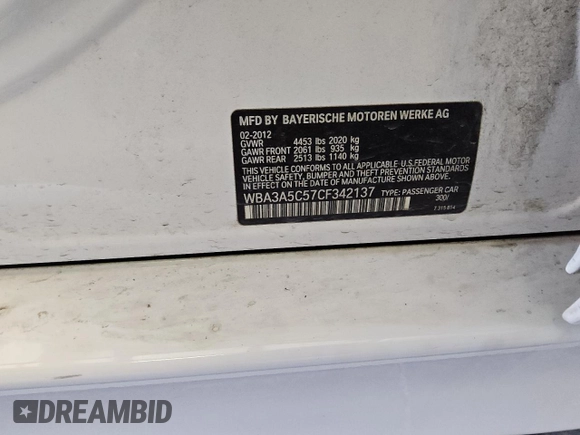 MFD BY BAYERISCHE MOTOREN WERKE AG
02-2012
GVWR 4453 lbs 2020 kg
GAWR FRONT 2061 lbs 935 kg
GAWR REAR 2513 lbs 1140 kg
THIS VEHICLE CONFORMS TO ALL APPLICABLE U.S.FEDERAL MOTOR
VEHICLE SAFETY, BUMPER, AND THEFT PREVENTION STANDARDS
IN EFFECT ON THE DATE OF MANUFACTURE SHOWN ABOVE.
WBA3A5C57CF342137 TYPE: PASSENGER CAR
300/
DREAMBID